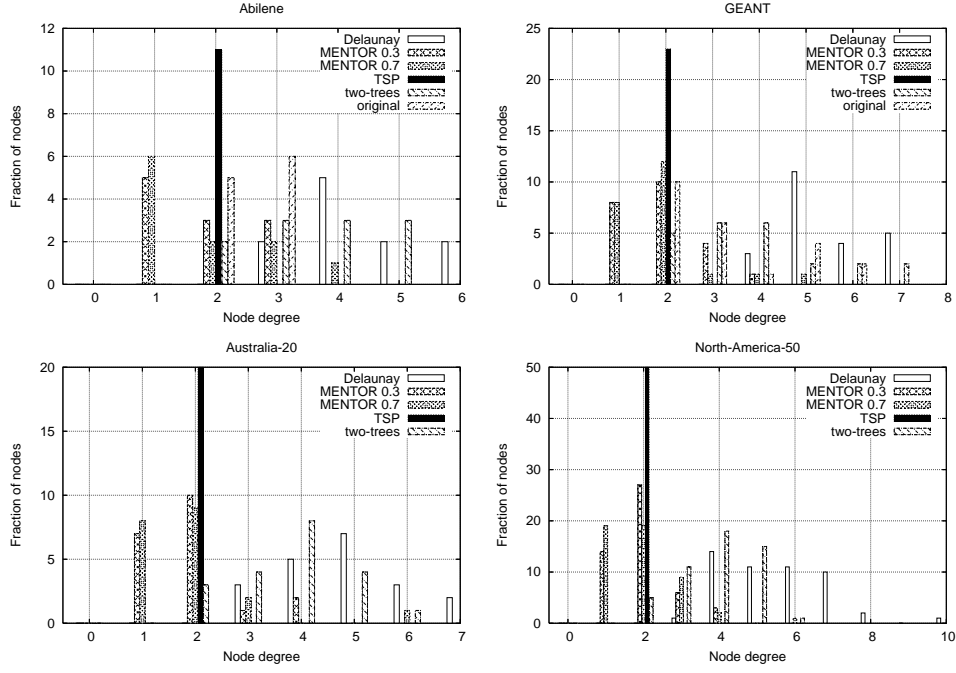 Abilene
Fraction of nodes
12
10
8
6
4
2
0
0 1 2 3 4 5 6
Node degree
Delaunay
MENTOR 0.3
MENTOR 0.7
TSP
two-trees
original
GEANT
Fraction of nodes
25
20
15
10
5
0
0 1 2 3 4 5 6 7 8
Node degree
Delaunay
MENTOR 0.3
MENTOR 0.7
TSP
two-trees
original
Australia-20
Fraction of nodes
20
15
10
5
0
0 1 2 3 4 5 6 7
Node degree
Delaunay
MENTOR 0.3
MENTOR 0.7
TSP
two-trees
North-America-50
Fraction of nodes
50
40
30
20
10
0
0 2 4 6 8 10
Node degree
Delaunay
MENTOR 0.3
MENTOR 0.7
TSP
two-trees